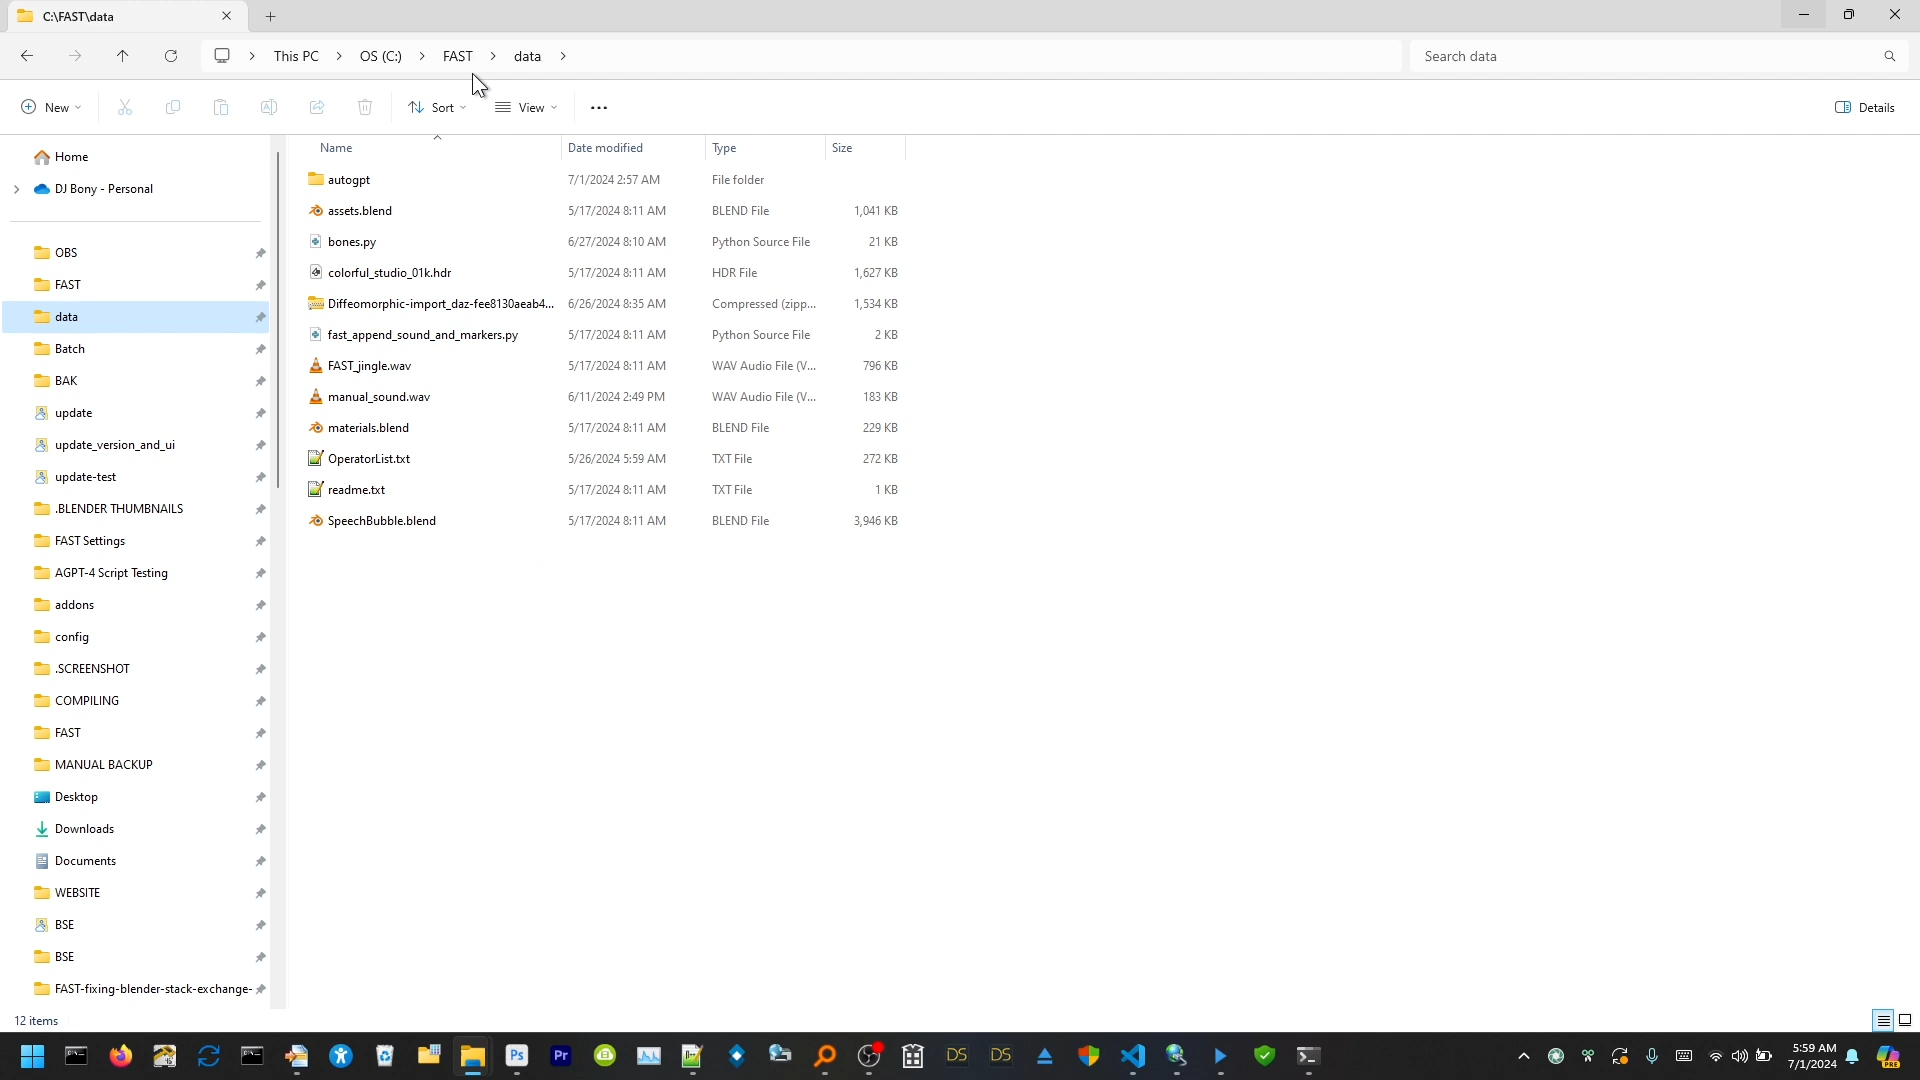 C:\FAST\data
This PC OS (C:) FAST data
Search data
New Sort View Details
Name Date modified Type Size
Home
DJ Bony - Personal
OBS
FAST
data
Batch
BAK
update
update_version_and_ui
update-test
.BLENDER THUMBNAILS
FAST Settings
AGPT-4 Script Testing
addons
config
.SCREENSHOT
COMPILING
FAST
MANUAL BACKUP
Desktop
Downloads
Documents
WEBSITE
BSE
BSE
FAST-fixing-blender-stack-exchange-
autogpt 7/1/2024 2:57 AM File folder
assets.blend 5/17/2024 8:11 AM BLEND File 1,041 KB
bones.py 6/27/2024 8:10 AM Python Source File 21 KB
colorful_studio_01k.hdr 5/17/2024 8:11 AM HDR File 1,627 KB
Diffeomorphic-import_daz-fee8130aeab4... 6/26/2024 8:35 AM Compressed (zipp... 1,534 KB
fast_append_sound_and_markers.py 5/17/2024 8:11 AM Python Source File 2 KB
FAST_jingle.wav 5/17/2024 8:11 AM WAV Audio File (V... 796 KB
manual_sound.wav 6/11/2024 2:49 PM WAV Audio File (V... 183 KB
materials.blend 5/17/2024 8:11 AM BLEND File 229 KB
OperatorList.txt 5/26/2024 5:59 AM TXT File 272 KB
readme.txt 5/17/2024 8:11 AM TXT File 1 KB
SpeechBubble.blend 5/17/2024 8:11 AM BLEND File 3,946 KB
12 items
Ps Pr DS DS
5:59 AM
7/1/2024
PRE